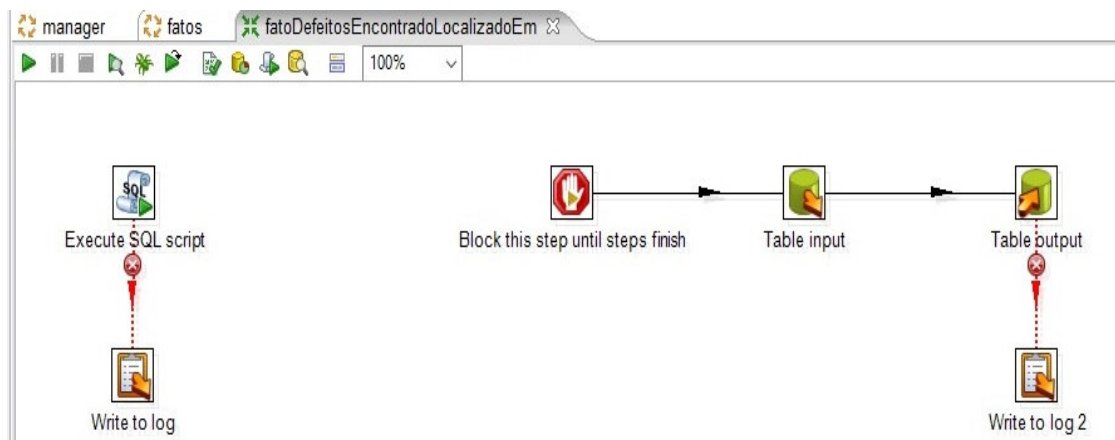 manager
fatos
fatoDefeitosEncontradoLocalizadoEm
100%
SQL
Execute SQL script
Block this step until steps finish
Table input
Table output
Write to log
Write to log 2